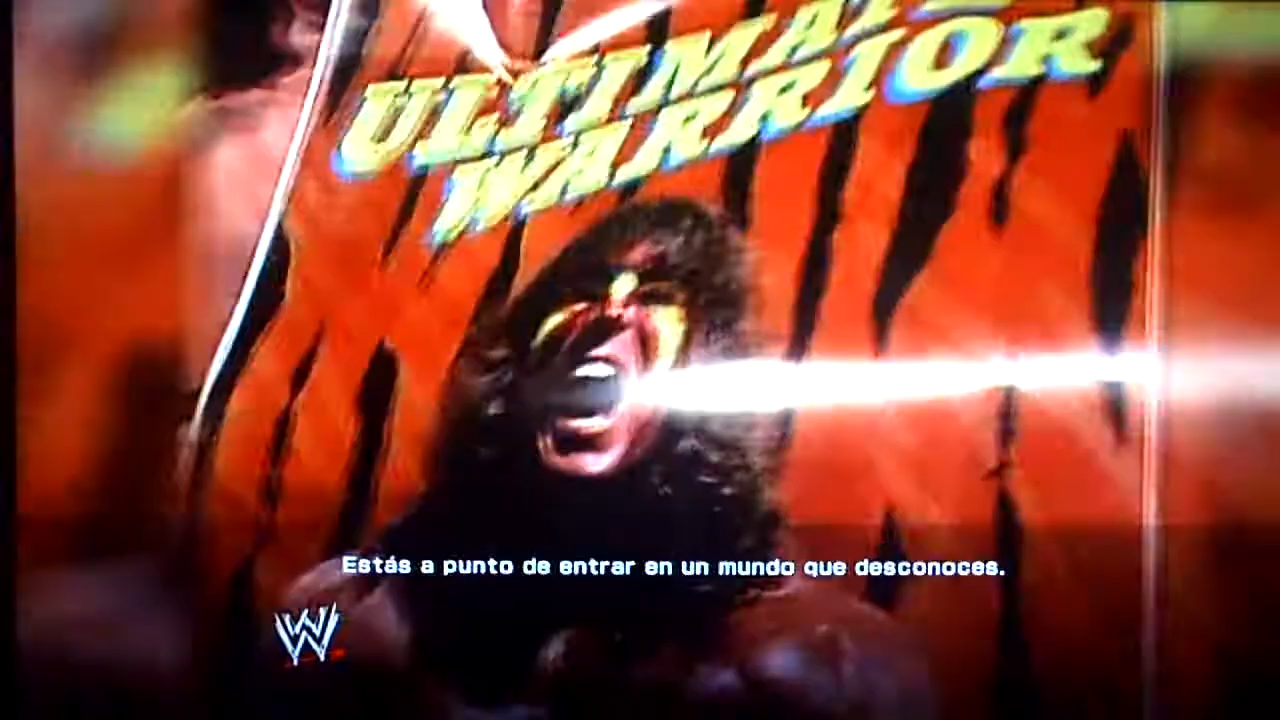 ULTIMATE
WARRIOR
Estás a punto de entrar en un mundo que desconoces.
W